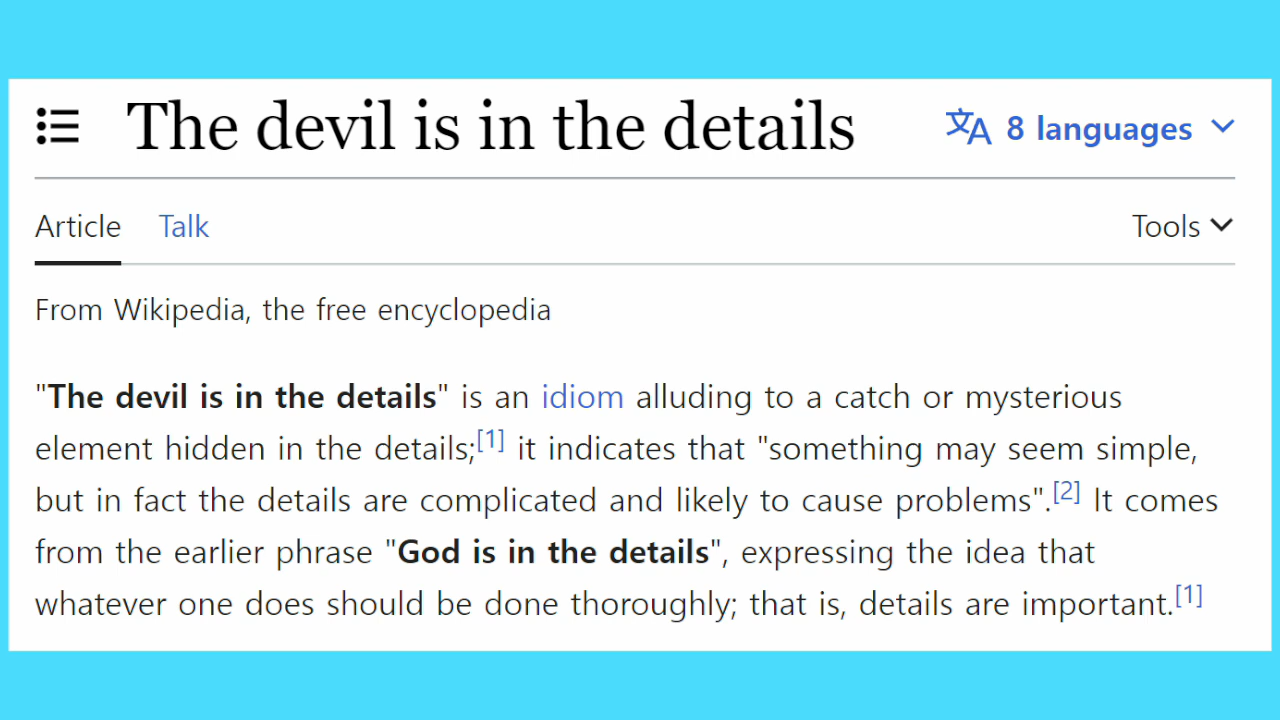 The devil is in the details
8 languages
Article Talk Tools
From Wikipedia, the free encyclopedia
"The devil is in the details" is an idiom alluding to a catch or mysterious
element hidden in the details;[1] it indicates that "something may seem simple,
but in fact the details are complicated and likely to cause problems".[2] It comes
from the earlier phrase "God is in the details", expressing the idea that
whatever one does should be done thoroughly; that is, details are important.[1]